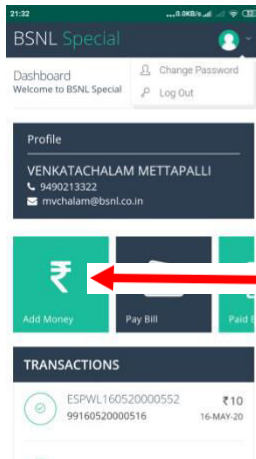 21:32 ...0.0KB/s
BSNL Special
Change Password
Log Out
Dashboard
Welcome to BSNL Special
Profile
VENKATACHALAM METTAPALLI
9490213322
mvchalam@bsnl.co.in
₹
Add Money
Pay Bill
Paid
TRANSACTIONS
ESPWL160520000552 ₹10
99160520000516 16-MAY-20